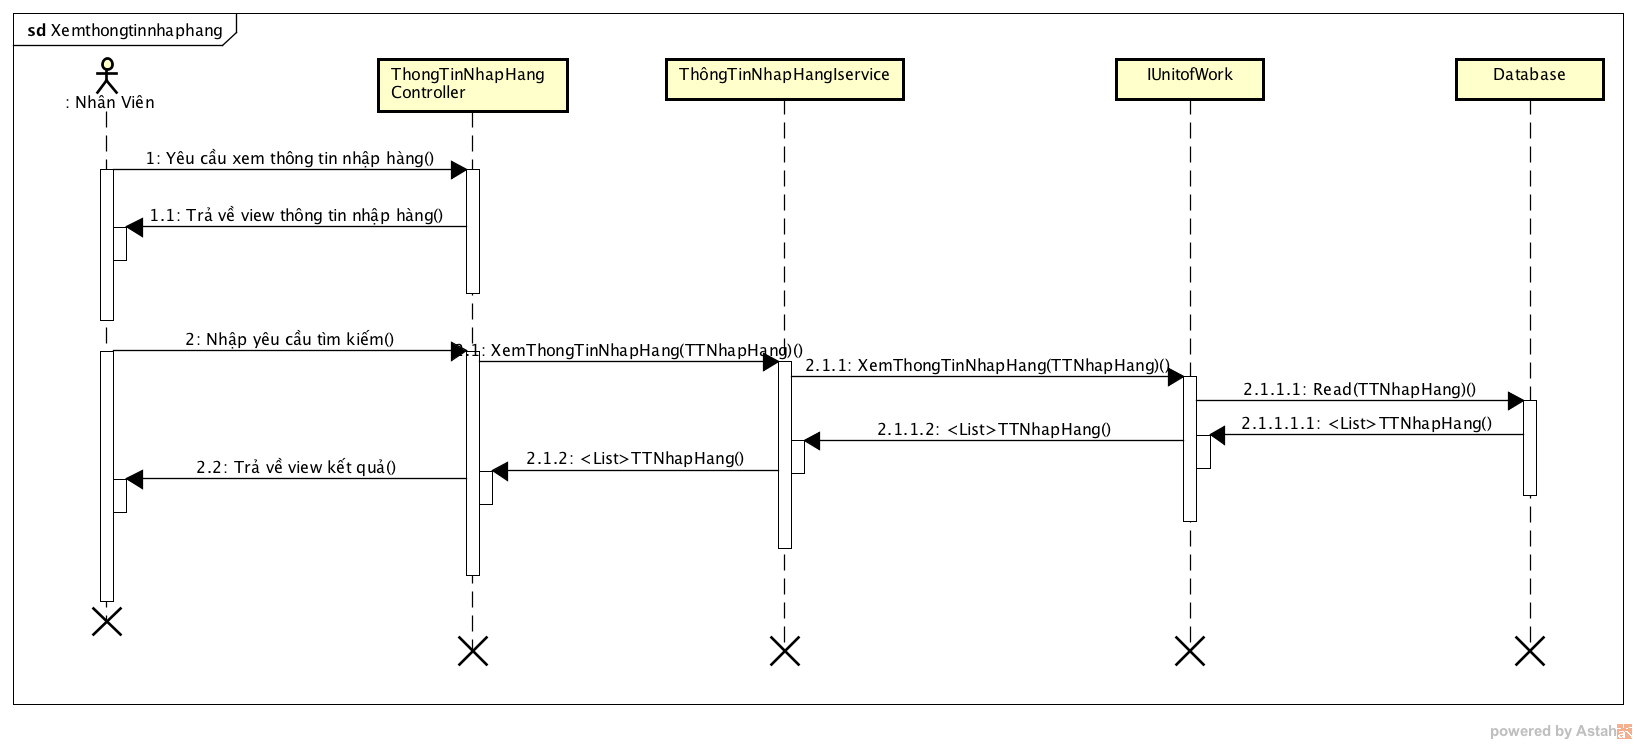 sd Xemthongtinnhaphang
: Nhân Viên
ThongTinNhapHang
Controller
ThôngTinNhapHangIservice
IUnitofWork
Database
1: Yêu cầu xem thông tin nhập hàng()
1.1: Trả về view thông tin nhập hàng()
2: Nhập yêu cầu tìm kiếm()
2.1: XemThongTinNhapHang(TTNhapHang)()
2.1.1: XemThongTinNhapHang(TTNhapHang)()
2.1.1.1: Read(TTNhapHang)()
2.1.1.1.1: <List>TTNhapHang()
2.1.1.2: <List>TTNhapHang()
2.1.2: <List>TTNhapHang()
2.2: Trả về view kết quả()
powered by Astah